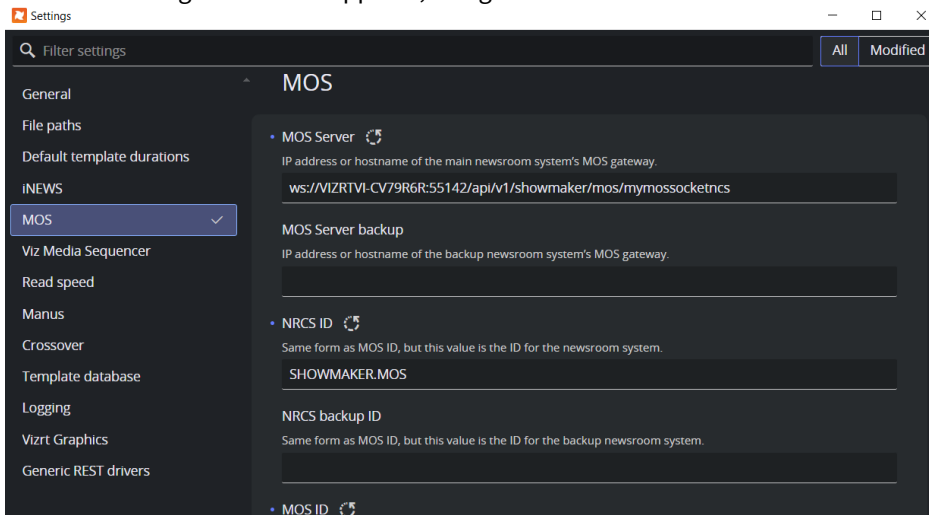 Settings
Filter settings
All
Modified
General
File paths
Default template durations
iNEWS
MOS
Viz Media Sequencer
Read speed
Manus
Crossover
Template database
Logging
Vizrt Graphics
Generic REST drivers
MOS
MOS Server
IP address or hostname of the main newsroom system's MOS gateway.
ws://VIZRTVI-CV79R6R:55142/api/v1/showmaker/mos/mymossocketncs
MOS Server backup
IP address or hostname of the backup newsroom system's MOS gateway.
NRCS ID
Same form as MOS ID, but this value is the ID for the newsroom system.
SHOWMAKER.MOS
NRCS backup ID
Same form as MOS ID, but this value is the ID for the backup newsroom system.
MOS ID